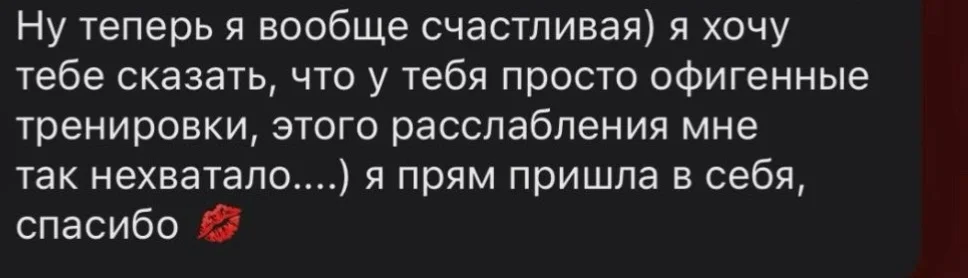 Ну теперь я вообще счастливая) я хочу
тебе сказать, что у тебя просто офигенные
тренировки, этого расслабления мне
так нехватало....) я прям пришла в себя,
спасибо 💋